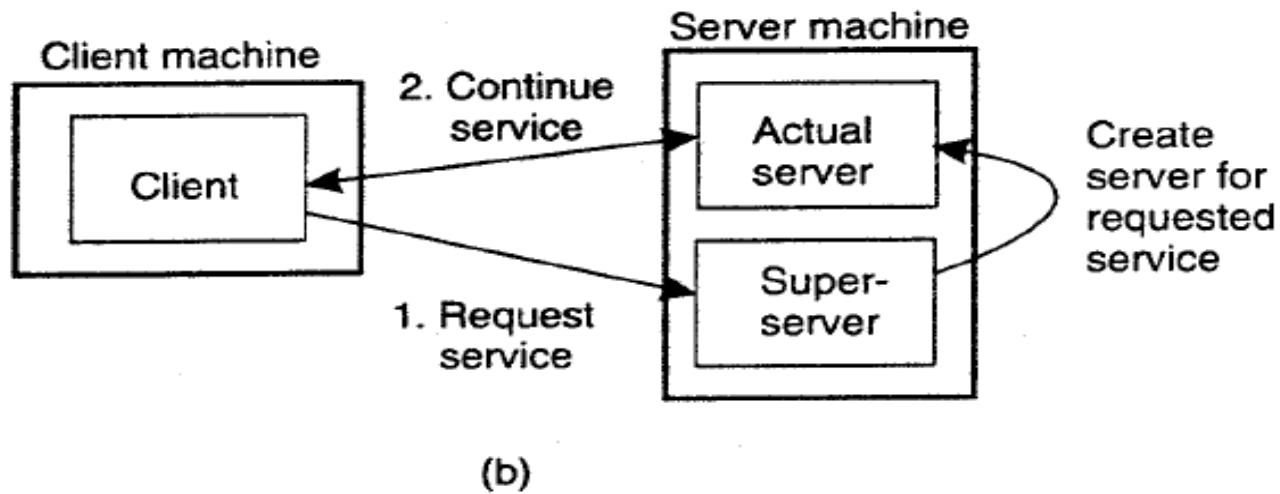 Client machine
Server machine
2. Continue
service
Client
Actual
server
Create
server for
requested
service
1. Request
service
Super-
server
(b)